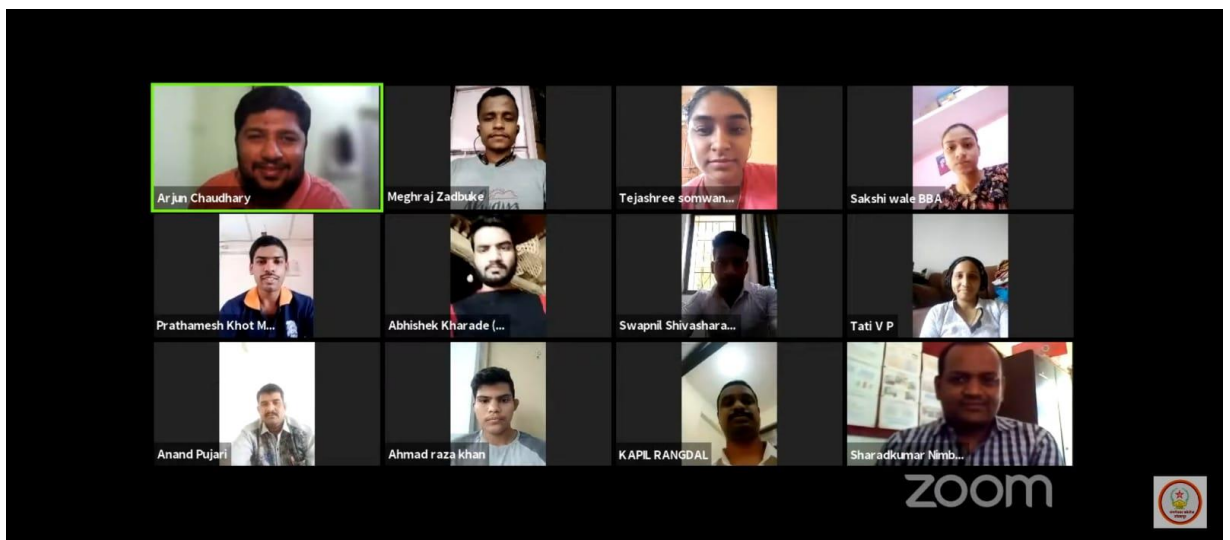 Arjun Chaudhary
Meghraj Zadbuke
Tejashree somwan...
Sakshi wale BBA
Prathamesh Khot M...
Abhishek Kharade (...
Swapnil Shivashara...
Tati V P
Anand Pujari
Ahmad raza khan
KAPIL RANGDAL
Sharadkumar Nimb...
zoom